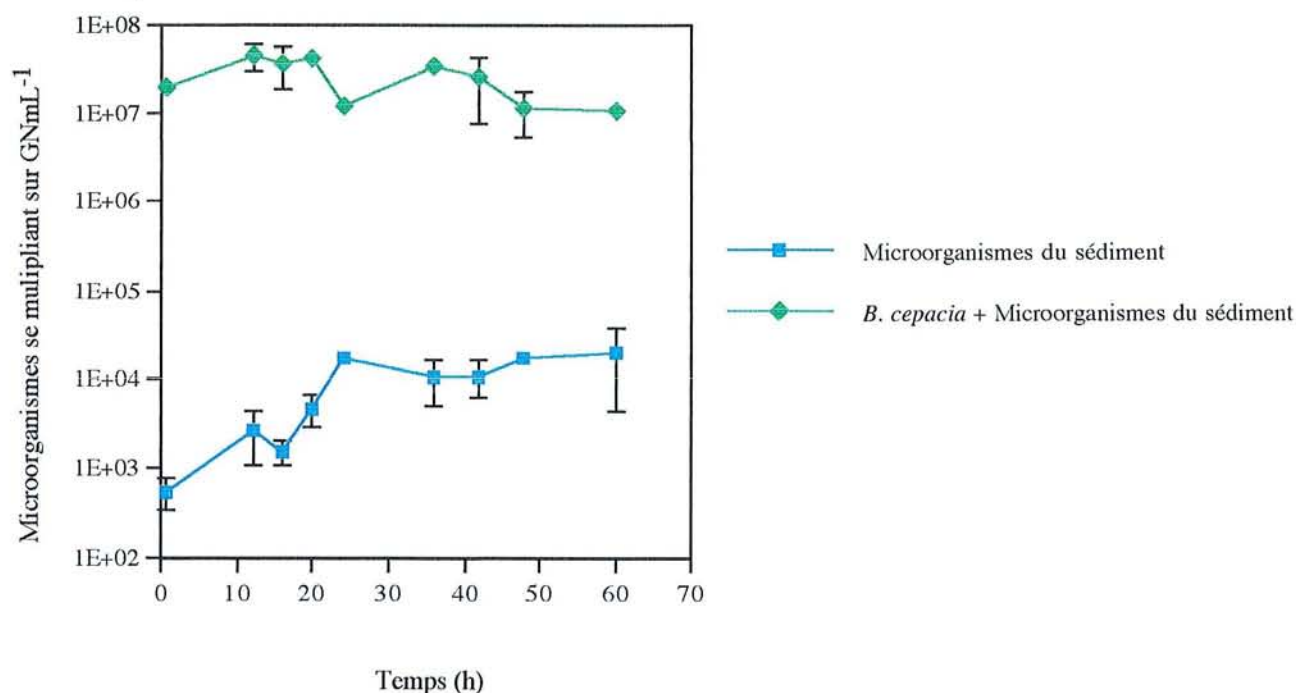 Microorganismes se mulipliant sur GNmL-1
1E+08
1E+07
1E+06
1E+05
1E+04
1E+03
1E+02
0 10 20 30 40 50 60 70
Temps (h)
Microorganismes du sédiment
B. cepacia + Microorganismes du sédiment